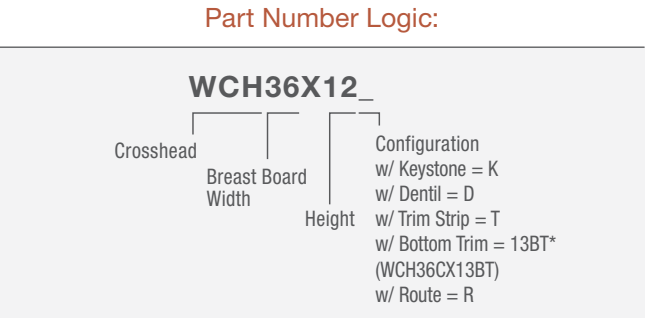 Part Number Logic:
WCH36X12_
Crosshead
Breast Board
Width
Height
Configuration
w/ Keystone = K
w/ Dentil = D
w/ Trim Strip = T
w/ Bottom Trim = 13BT*
(WCH36CX13BT)
w/ Route = R